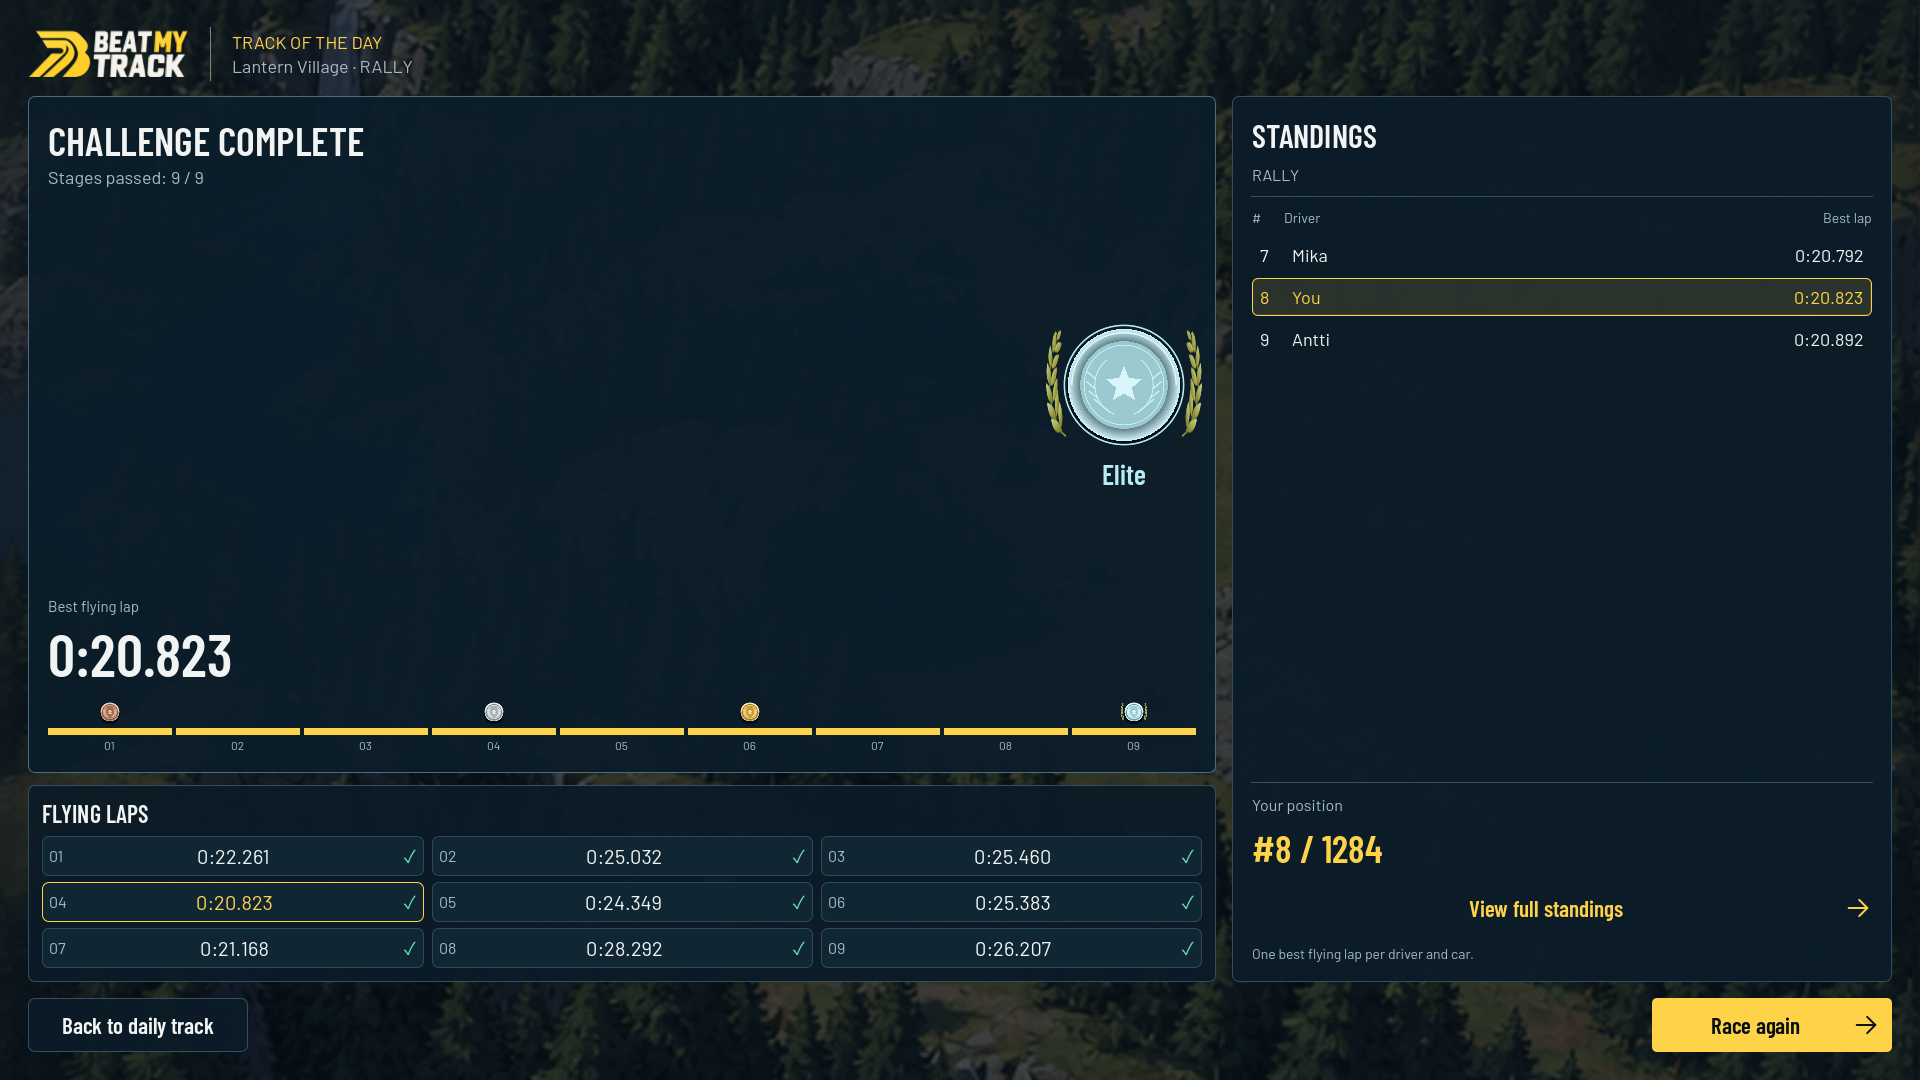 BEAT MY
TRACK
TRACK OF THE DAY
Lantern Village · RALLY
CHALLENGE COMPLETE
Stages passed: 9 / 9
Elite
Best flying lap
0:20.823
01 02 03 04 05 06 07 08 09
FLYING LAPS
01 0:22.261 ✓ 02 0:25.032 ✓ 03 0:25.460 ✓
04 0:20.823 ✓ 05 0:24.349 ✓ 06 0:25.383 ✓
07 0:21.168 ✓ 08 0:28.292 ✓ 09 0:26.207 ✓
STANDINGS
RALLY
# Driver Best lap
7 Mika 0:20.792
8 You 0:20.823
9 Antti 0:20.892
Your position
#8 / 1284
View full standings →
One best flying lap per driver and car.
Back to daily track
Race again →